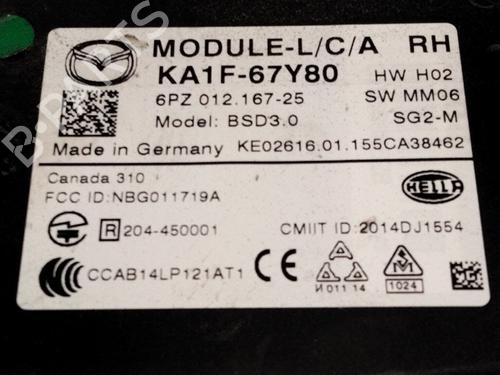 MODULE-L/C/A RH
KA1F-67Y80 HW H02
6PZ 012.167-25 SW MM06
Model: BSD3.0 SG2-M
Made in Germany KE02616.01.155CA38462
Canada 310
FCC ID:NBG011719A
HELLA
R 204-450001 CMIIT ID:2014DJ1554
CCAB14LP121AT1 CE И 011 14 1024
B-PARTS